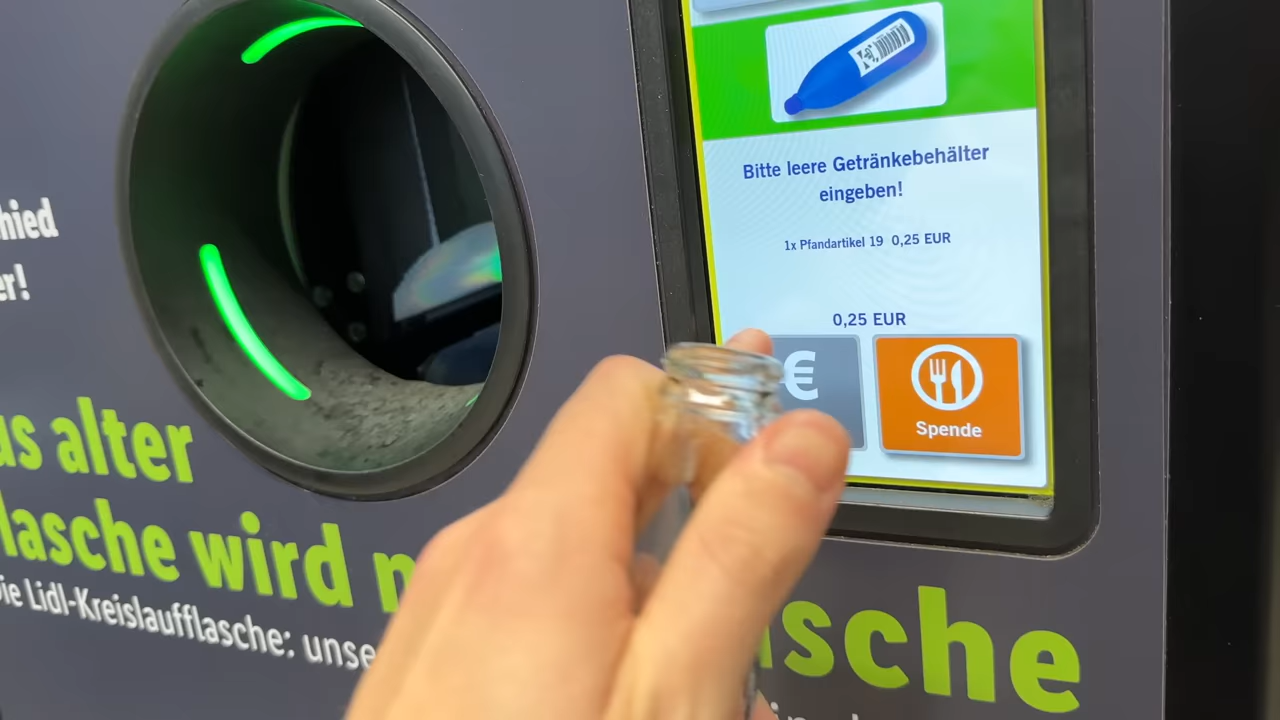 Bitte leere Getränkebehälter
eingeben!
1x Pfandartikel 19 0,25 EUR
0,25 EUR
€
Spende
hied
er!
us alter
lasche wird n
sche
ie Lidl-Kreislaufflasche: unse